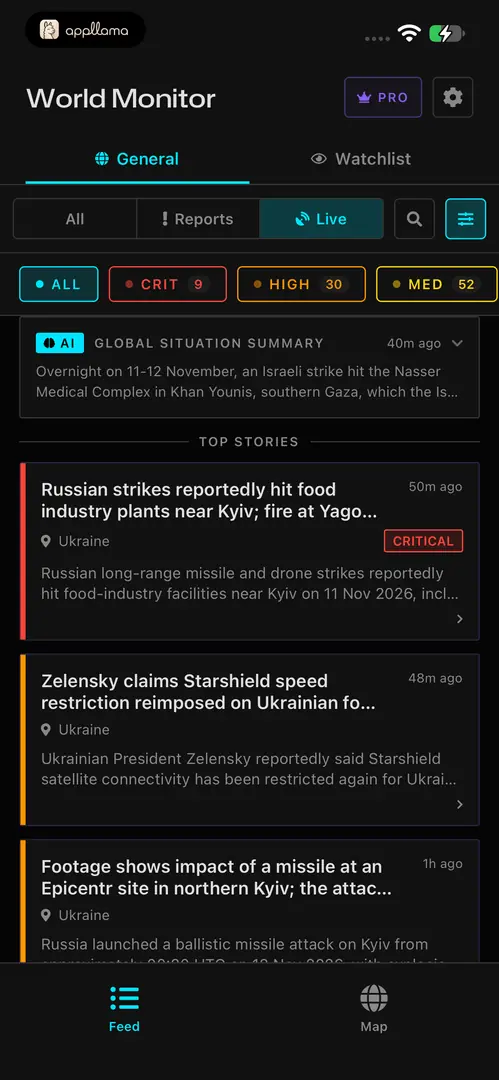 appllama
World Monitor
PRO
General
Watchlist
All
Reports
Live
ALL
CRIT 9
HIGH 30
MED 52
AI GLOBAL SITUATION SUMMARY 40m ago
Overnight on 11-12 November, an Israeli strike hit the Nasser
Medical Complex in Khan Younis, southern Gaza, which the Is...
TOP STORIES
Russian strikes reportedly hit food
industry plants near Kyiv; fire at Yago...
50m ago
Ukraine
CRITICAL
Russian long-range missile and drone strikes reportedly
hit food-industry facilities near Kyiv on 11 Nov 2026, incl...
Zelensky claims Starshield speed
restriction reimposed on Ukrainian fo...
48m ago
Ukraine
Ukrainian President Zelensky reportedly said Starshield
satellite connectivity has been restricted again for Ukrai...
Footage shows impact of a missile at an
Epicentr site in northern Kyiv; the attac...
1h ago
Ukraine
Russia launched a ballistic missile attack on Kyiv from
Feed
Map